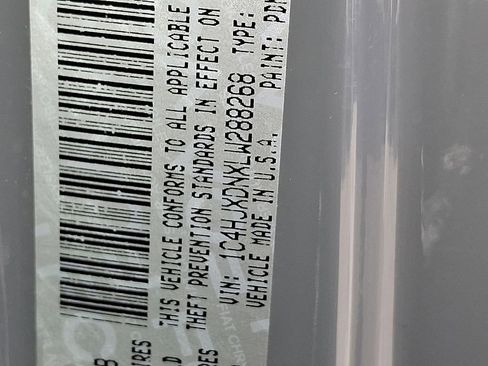 THIS VEHICLE CONFORMS TO ALL APPLICABLE
THEFT PREVENTION STANDARDS IN EFFECT ON
VIN: 1C4HJXDNXLW288268 TYPE:
VEHICLE MADE IN U.S.A. PAINT: